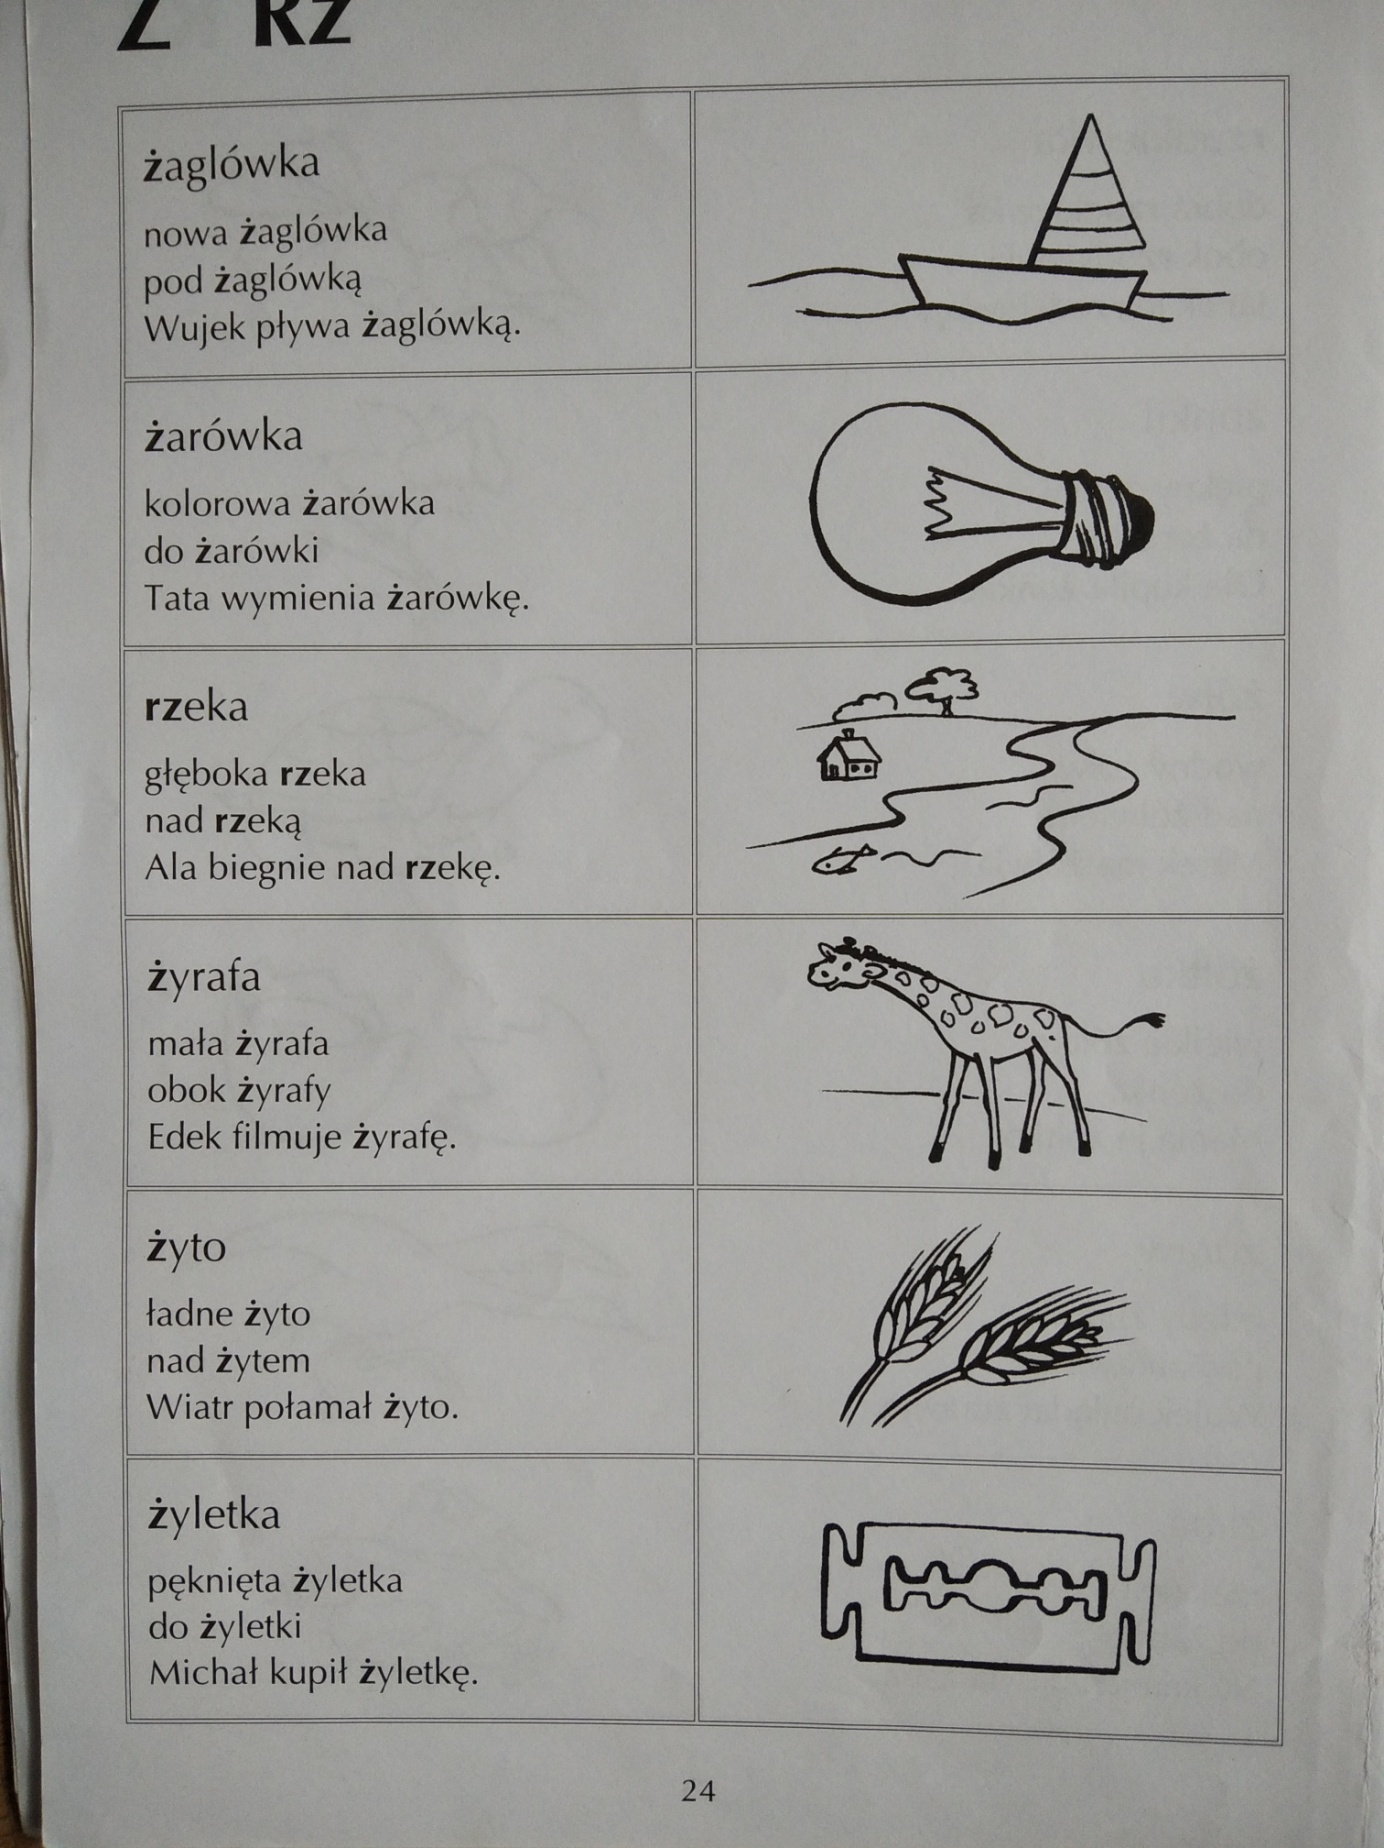 Ż RZ
żaglówka
nowa żaglówka
pod żaglówką
Wujek pływa żaglówką.
żarówka
kolorowa żarówka
do żarówki
Tata wymienia żarówkę.
rzeka
głęboka rzeka
nad rzeką
Ala biegnie nad rzekę.
żyrafa
mała żyrafa
obok żyrafy
Edek filmuje żyrafę.
żyto
ładne żyto
nad żytem
Wiatr połamał żyto.
żyletka
pęknięta żyletka
do żyletki
Michał kupił żyletkę.
24